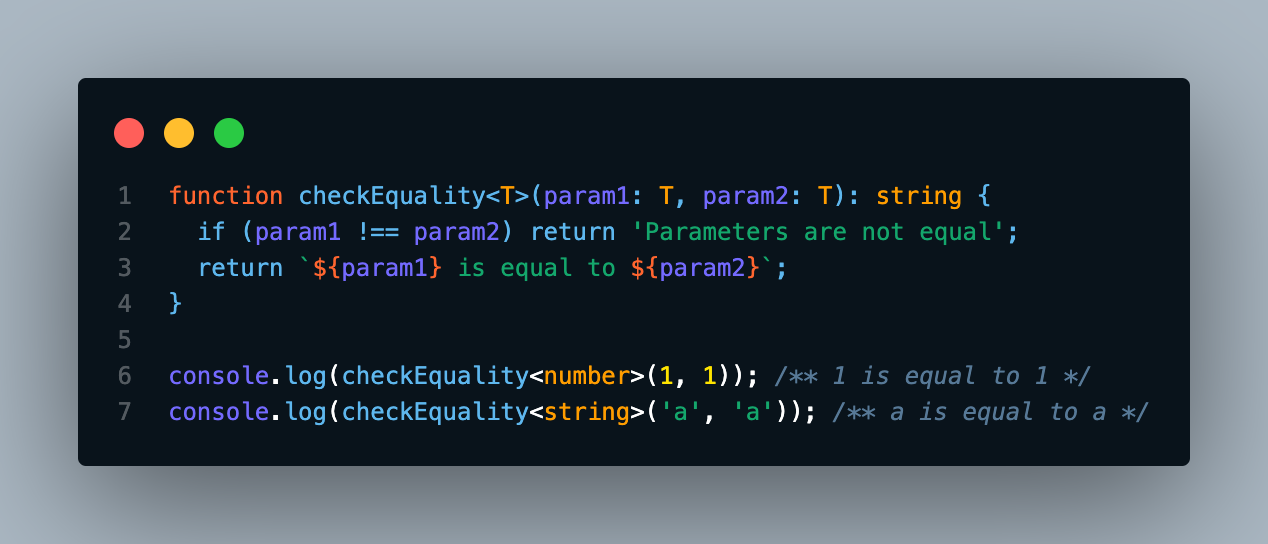 1 function checkEquality<T>(param1: T, param2: T): string {
2   if (param1 !== param2) return 'Parameters are not equal';
3   return `${param1} is equal to ${param2}`;
4 }
5
6 console.log(checkEquality<number>(1, 1)); /** 1 is equal to 1 */
7 console.log(checkEquality<string>('a', 'a')); /** a is equal to a */